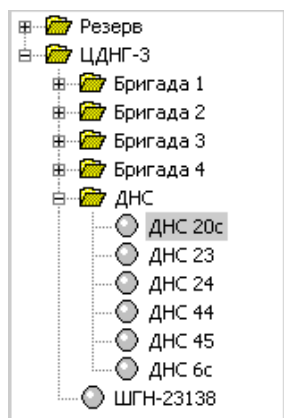 Резерв
ЦДНГ-3
Бригада 1
Бригада 2
Бригада 3
Бригада 4
ДНС
ДНС 20с
ДНС 23
ДНС 24
ДНС 44
ДНС 45
ДНС 6с
ШГН-23138